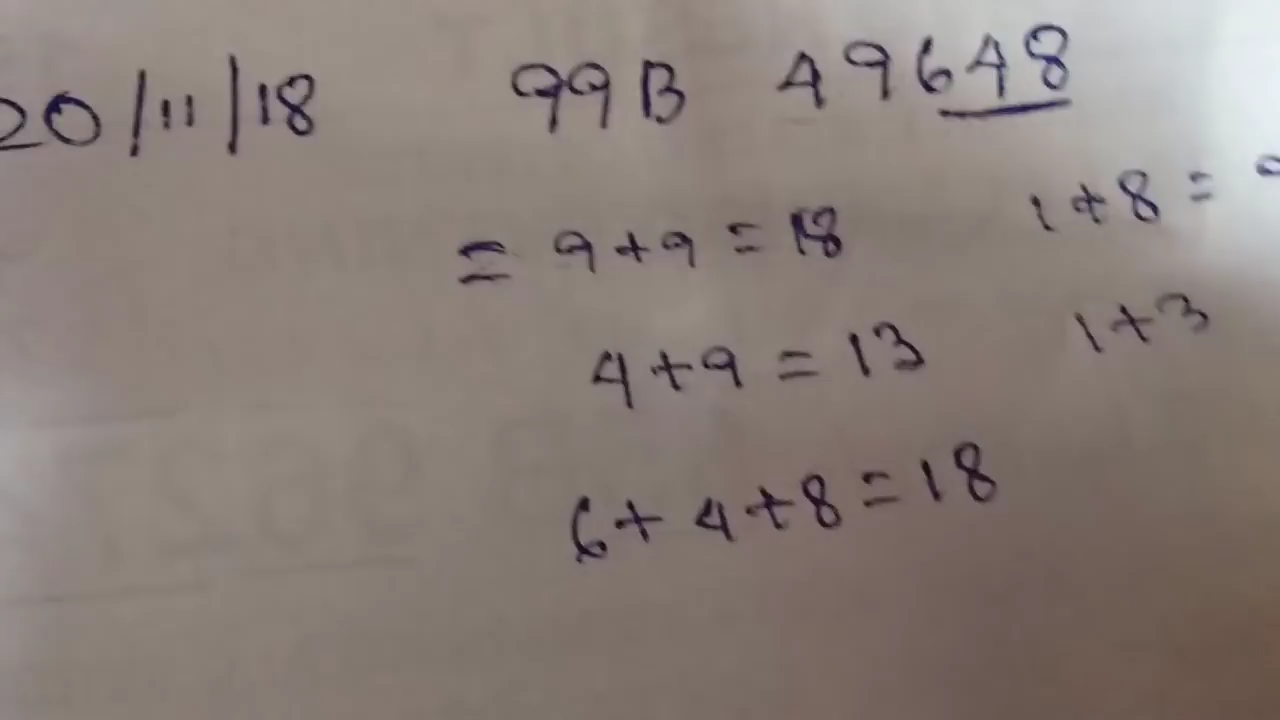 20/11/18 99B 49648
= 9+9 = 18 1+8 =
4+9 = 13 1+3
6+4+8 = 18